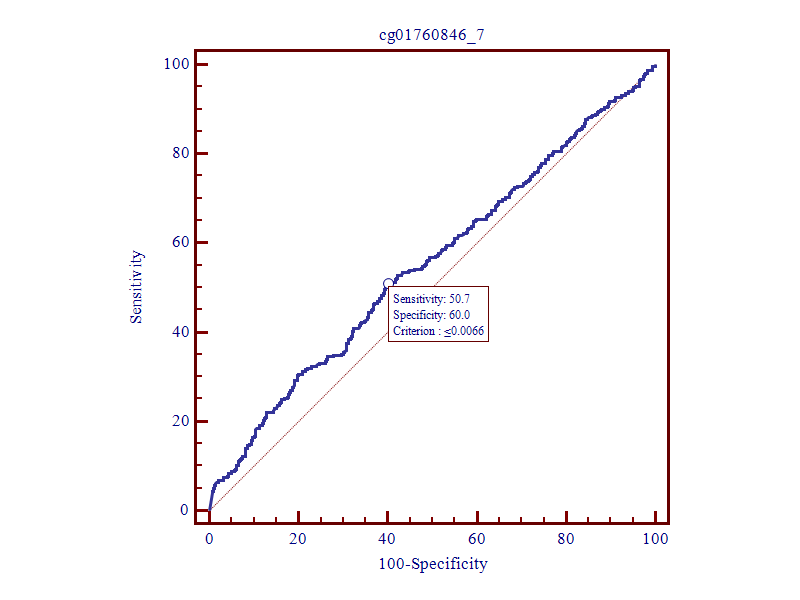 cg01760846_7
100
80
60
40
20
0
Sensitivity
Sensitivity: 50.7
Specificity: 60.0
Criterion : ≤0.0066
0 20 40 60 80 100
100-Specificity